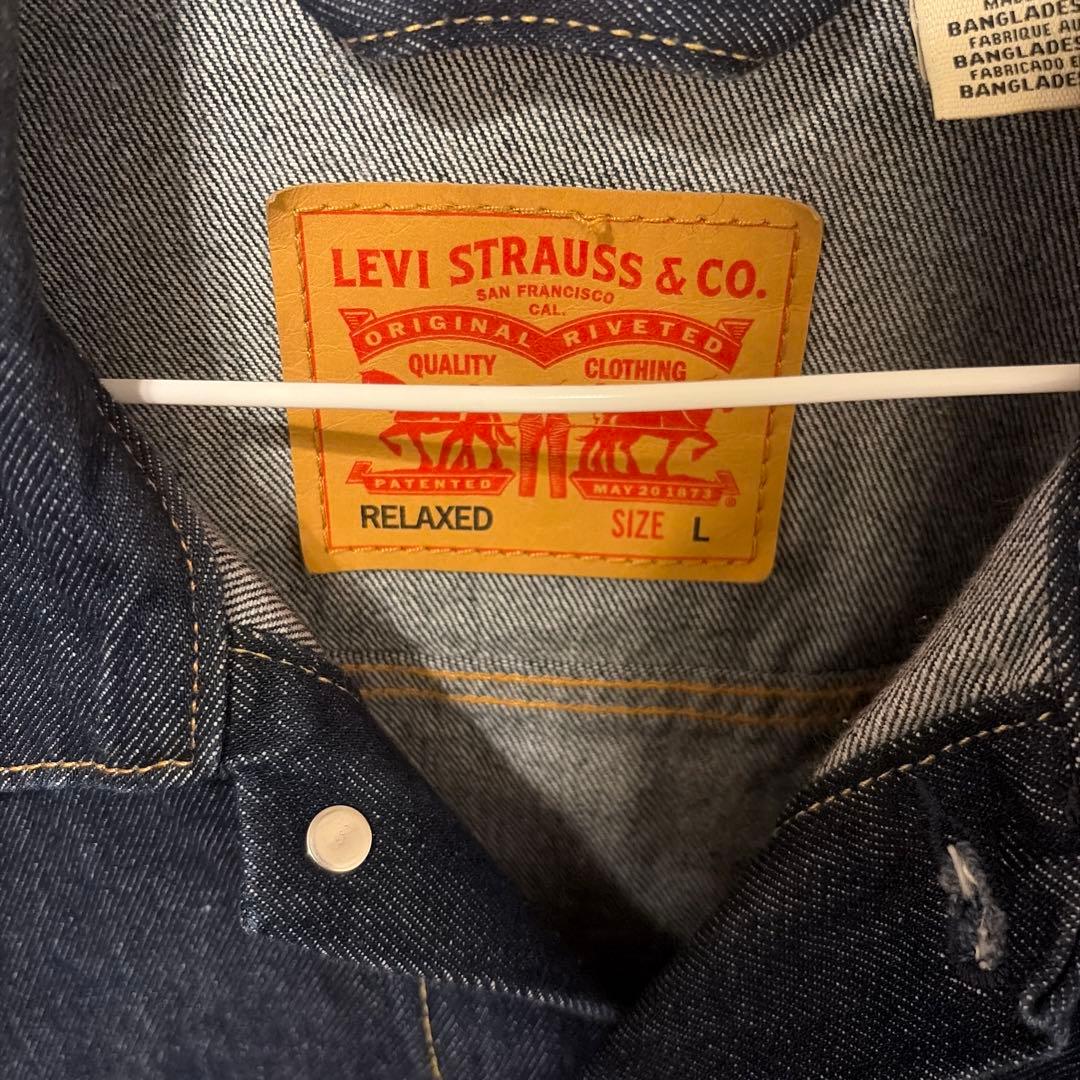 BANGLADES
FABRIQUE AU
BANGLADES
FABRICADO E
BANGLADE
LEVI STRAUSS & CO.
SAN FRANCISCO
CAL.
ORIGINAL RIVETED
QUALITY CLOTHING
PATENTED MAY 20 1873
®
RELAXED SIZE L